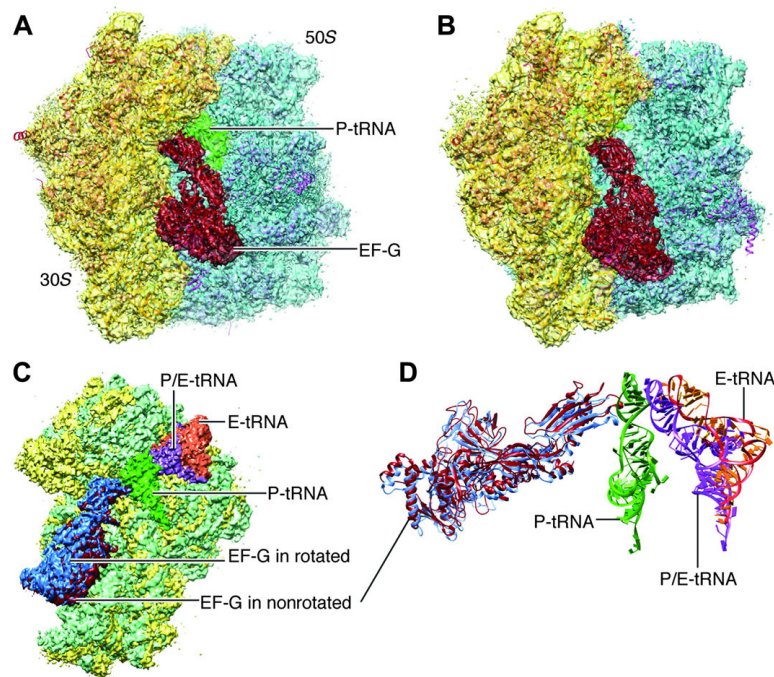 A
50S
P-tRNA
EF-G
30S
B
C
P/E-tRNA
E-tRNA
P-tRNA
EF-G in rotated
EF-G in nonrotated
D
E-tRNA
P-tRNA
P/E-tRNA